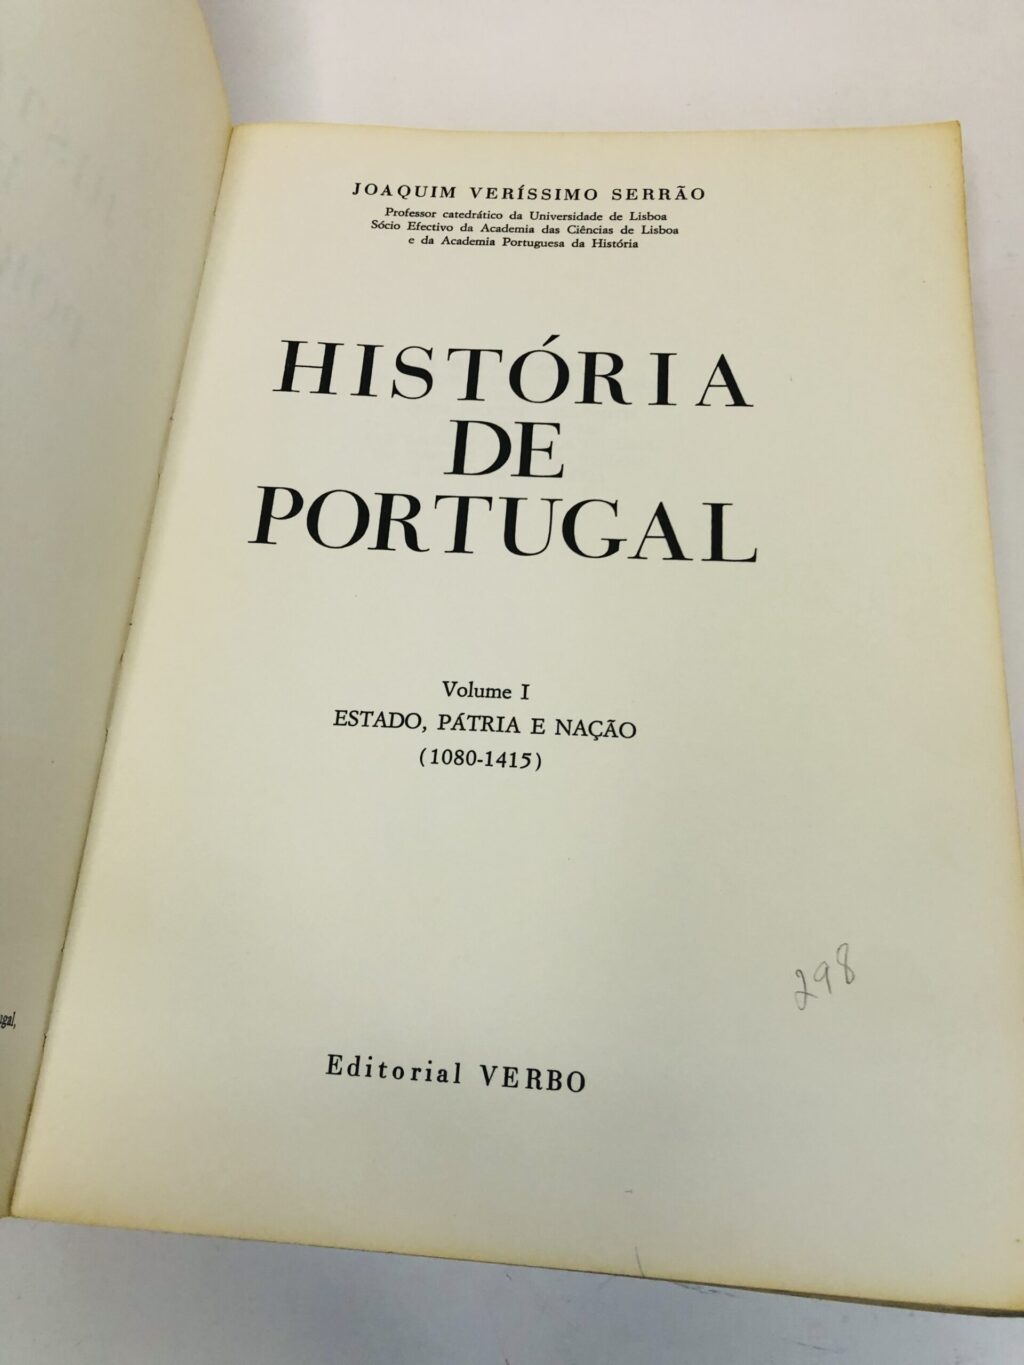 JOAQUIM VERÍSSIMO SERRÃO
Professor catedrático da Universidade de Lisboa
Sócio Efectivo da Academia das Ciências de Lisboa
e da Academia Portuguesa da História
HISTÓRIA
DE
PORTUGAL
Volume I
ESTADO, PÁTRIA E NAÇÃO
(1080-1415)
298
Editorial VERBO